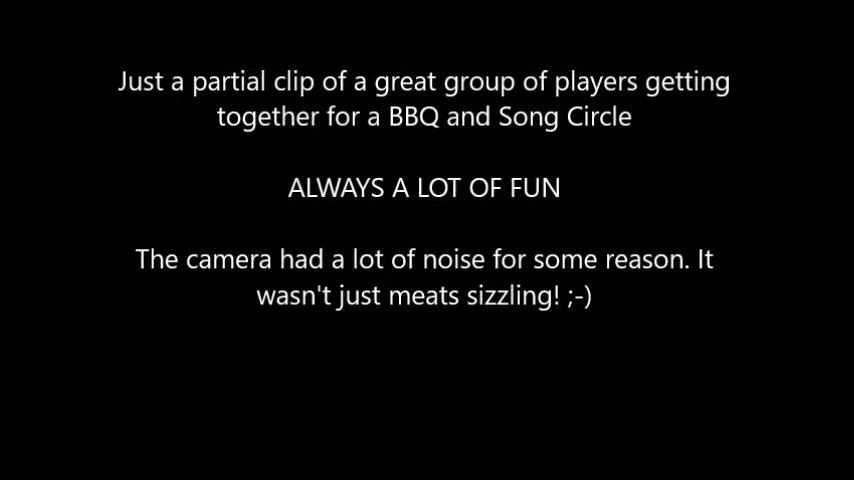 Just a partial clip of a great group of players getting
together for a BBQ and Song Circle
ALWAYS A LOT OF FUN
The camera had a lot of noise for some reason. It
wasn't just meats sizzling! ;-)